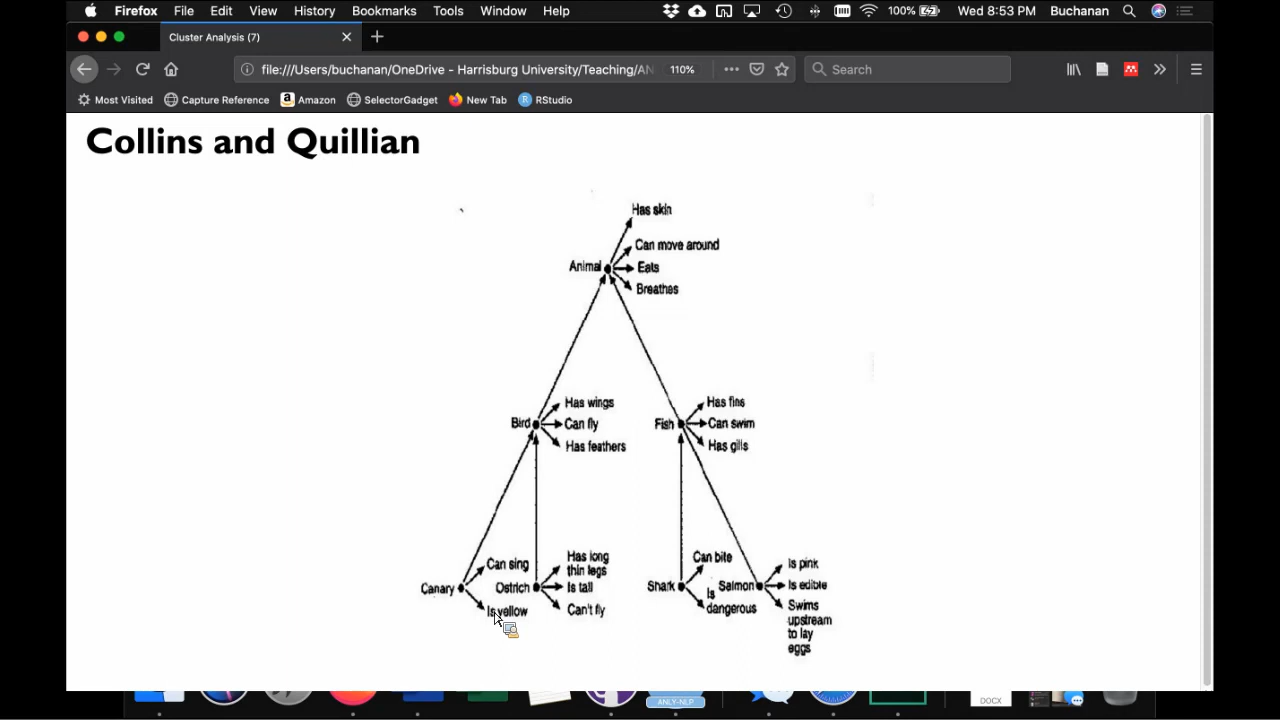 Firefox File Edit View History Bookmarks Tools Window Help 100% Wed 8:53 PM Buchanan
Cluster Analysis (7)
file:///Users/buchanan/OneDrive - Harrisburg University/Teaching/AN 110% Search
Most Visited Capture Reference Amazon SelectorGadget New Tab RStudio
Collins and Quillian
Has skin
Can move around
Animal Eats
Breathes
Has wings Has fins
Bird Can fly Fish Can swim
Has feathers Has gills
Can sing Has long
thin legs Can bite Is pink
Canary Ostrich Is tall Shark Salmon Is edible
Is yellow Can't fly Is
dangerous Swims
upstream
to lay
eggs
ANLY-NLP DOCX